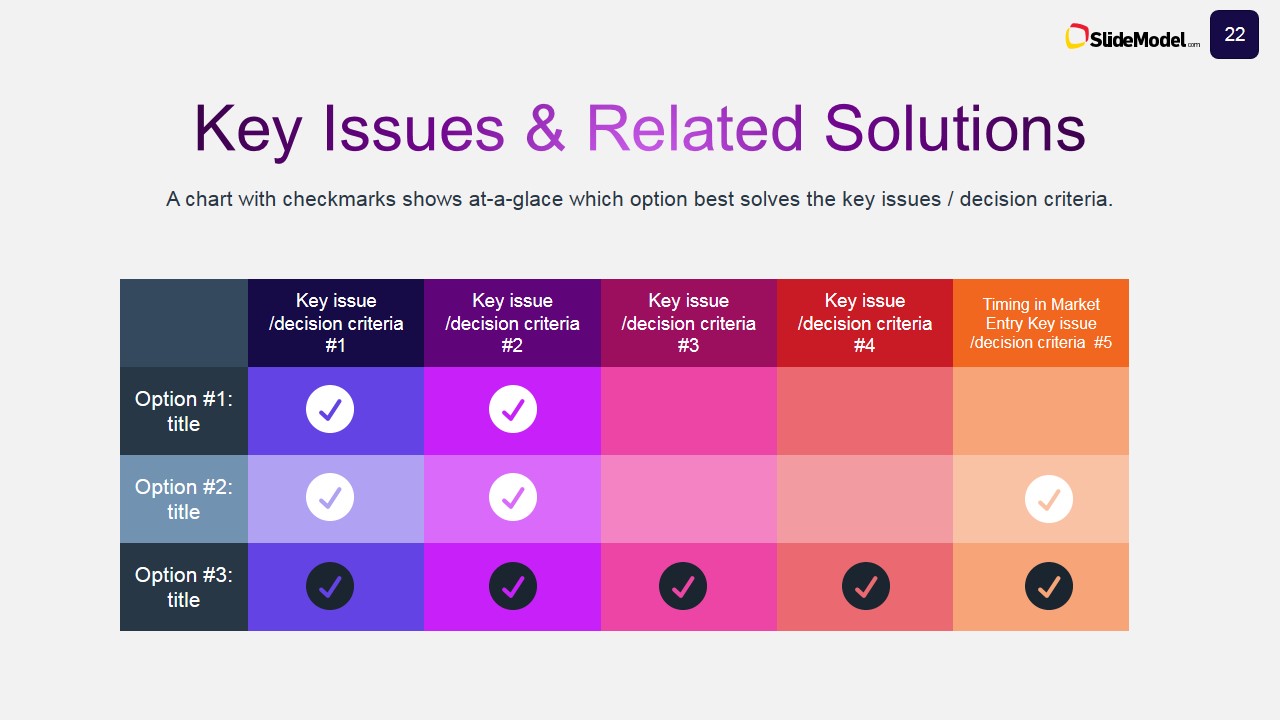 SlideModel.com
22
Key Issues & Related Solutions
A chart with checkmarks shows at-a-glace which option best solves the key issues / decision criteria.
Key issue
/decision criteria
#1
Key issue
/decision criteria
#2
Key issue
/decision criteria
#3
Key issue
/decision criteria
#4
Timing in Market
Entry Key issue
/decision criteria #5
Option #1:
title
Option #2:
title
Option #3:
title